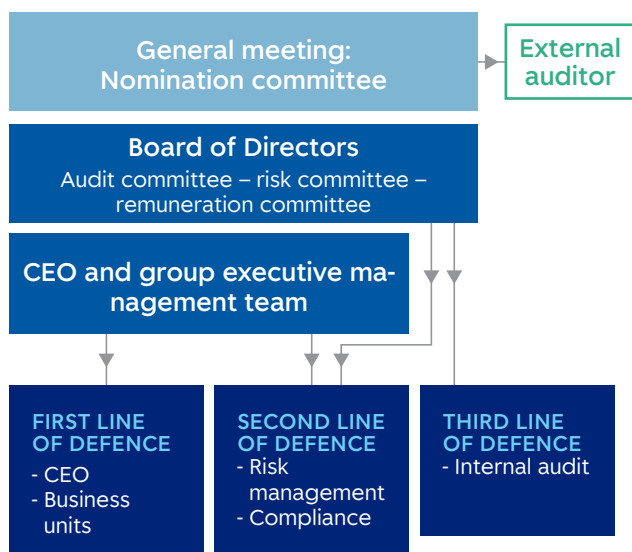 General meeting:
Nomination committee
External
auditor
Board of Directors
Audit committee – risk committee –
remuneration committee
CEO and group executive ma-
nagement team
FIRST LINE
OF DEFENCE
- CEO
- Business
units
SECOND LINE
OF DEFENCE
- Risk
management
- Compliance
THIRD LINE
OF DEFENCE
- Internal audit